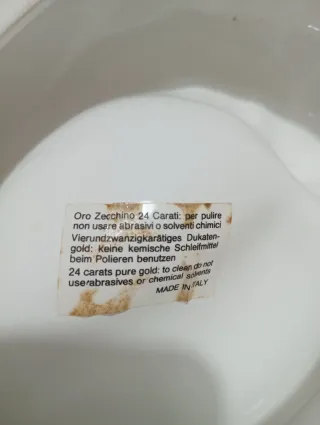 Oro Zecchino 24 Carati: per pulire
non usare abrasivi o solventi chimici
Vierundzwanzigkarätiges Dukaten-
gold: Keine kemische Schleifmittel
beim Polieren benutzen
24 carats pure gold: to clean do not
use abrasives or chemical solvents
MADE IN ITALY